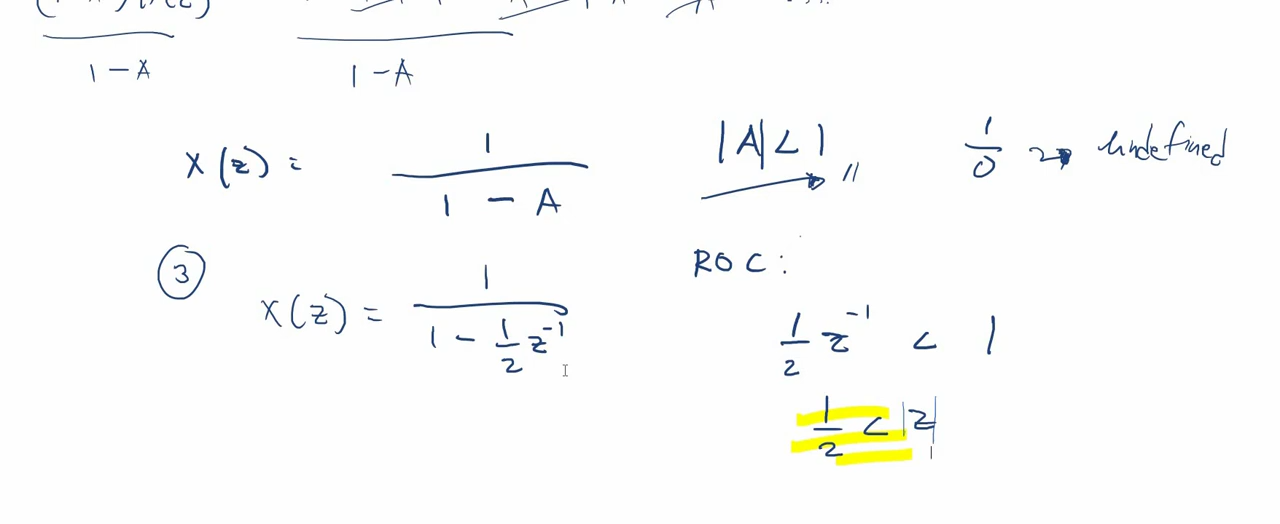 1 - A    1 - A
X(z) = 1 / (1 - A)    |A| < 1 //    1/0 → Undefined
③ X(z) = 1 / (1 - 1/2 z⁻¹)    ROC :
1/2 z⁻¹ < 1
1/2 < |z|